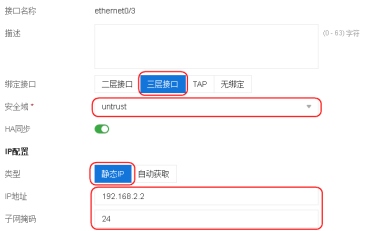 接口名称 ethernet0/3
描述 (0 - 63) 字符
绑定接口 二层接口 三层接口 TAP 无绑定
安全域 * untrust
HA同步
IP配置
类型 静态IP 自动获取
IP地址 192.168.2.2
子网掩码 24